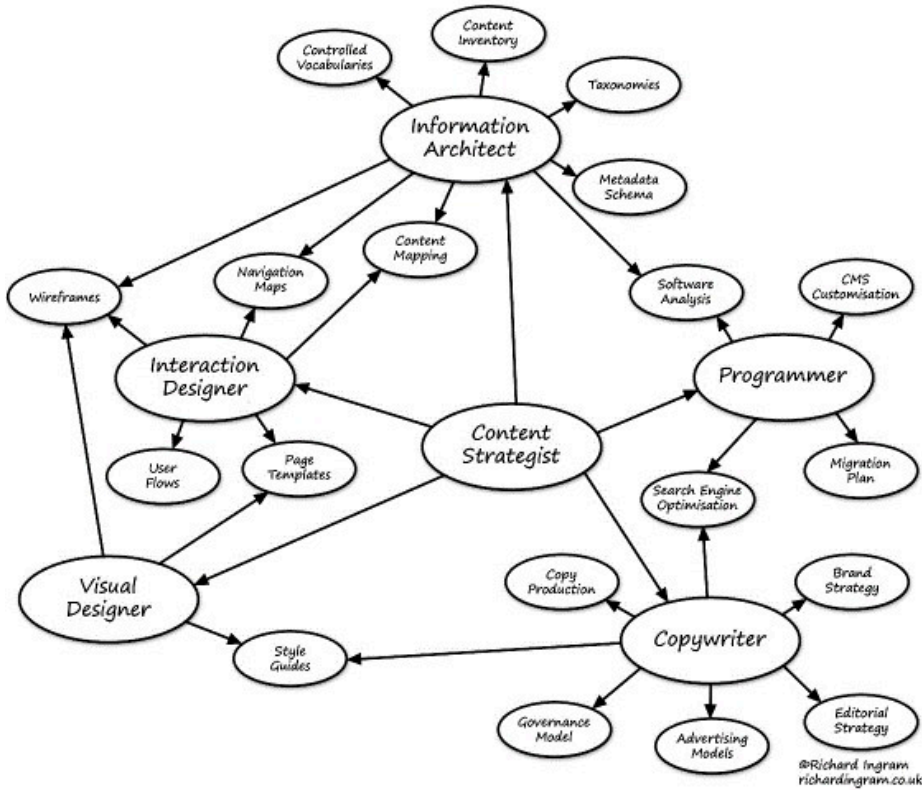 Content
Inventory
Controlled
Vocabularies
Taxonomies
Information
Architect
Metadata
Schema
Content
Mapping
Navigation
Maps
Wireframes
Software
Analysis
CMS
Customisation
Interaction
Designer
Programmer
Content
Strategist
User
Flows
Page
Templates
Search Engine
Optimisation
Migration
Plan
Visual
Designer
Copy
Production
Brand
Strategy
Copywriter
Style
Guides
Governance
Model
Advertising
Models
Editorial
Strategy
©Richard Ingram
richardingram.co.uk